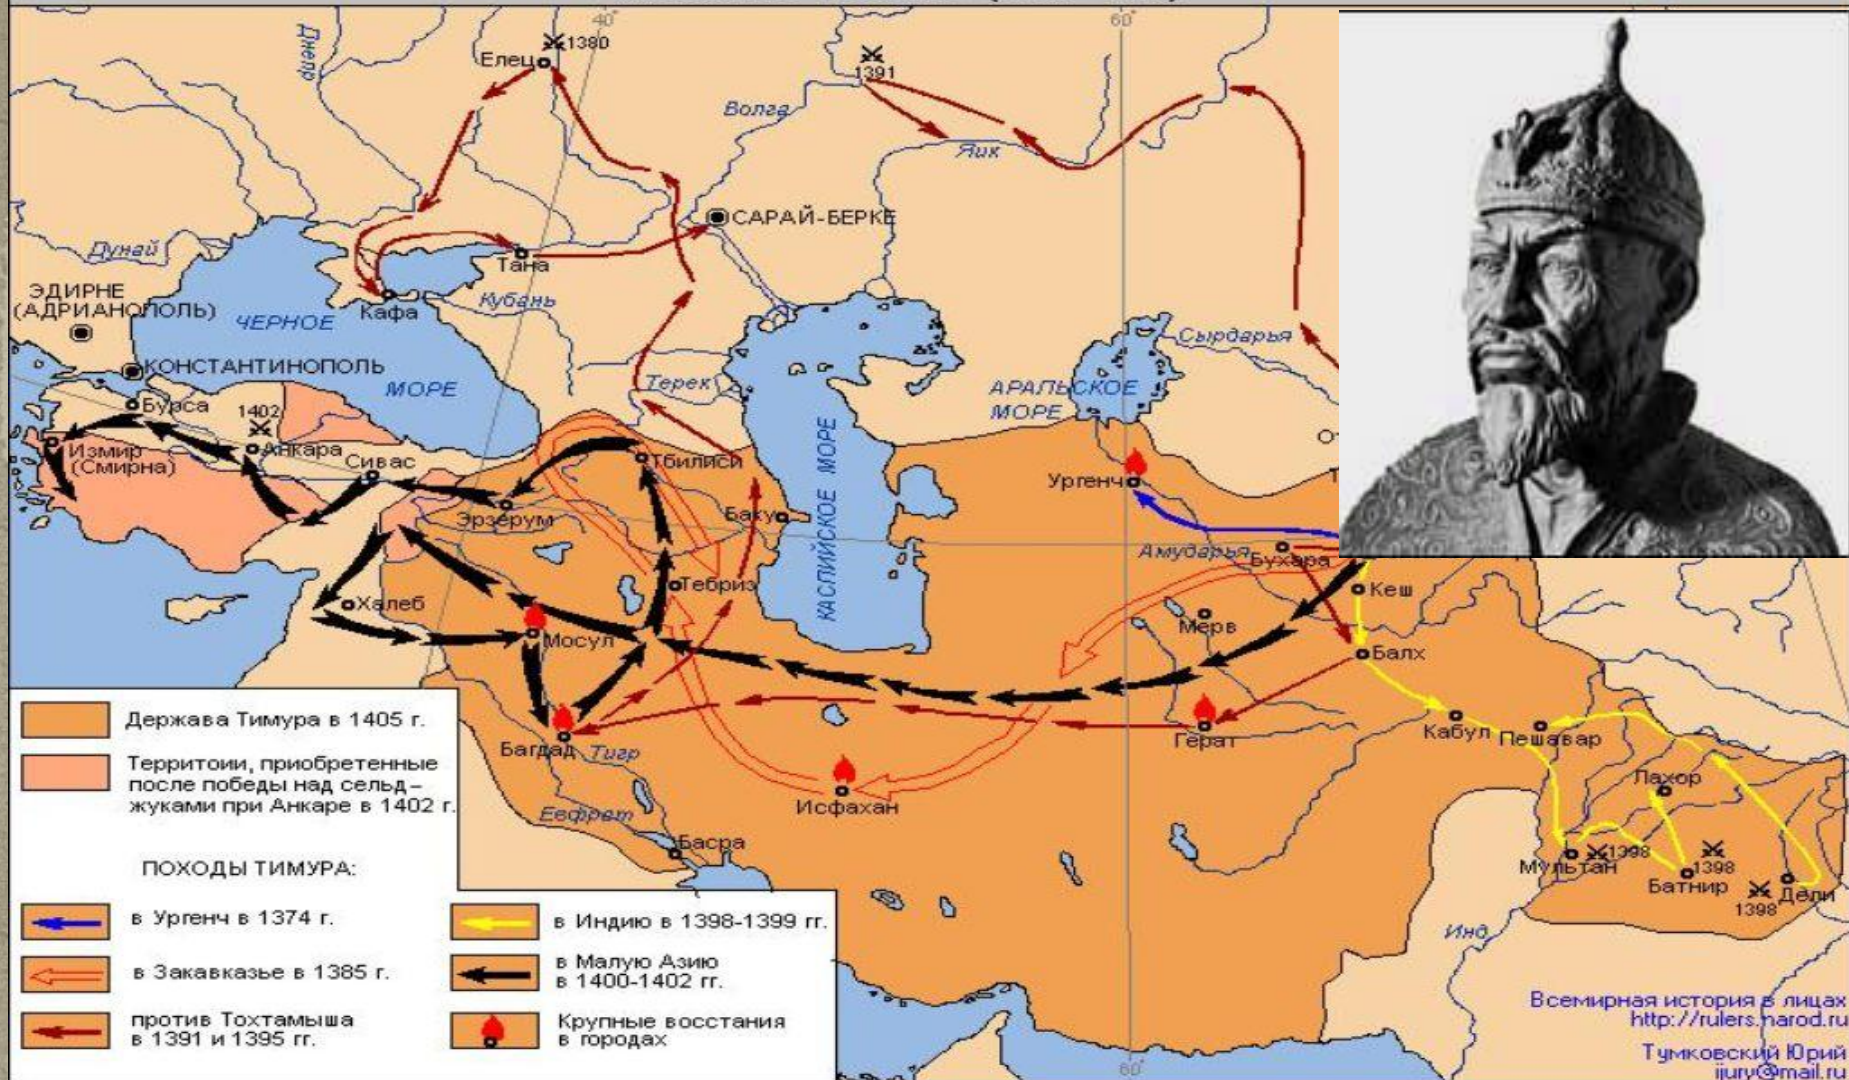 40°
60°
Днепр
Елец
1380
1391
Волга
Яик
САРАЙ-БЕРКЕ
Дунай
Тана
ЭДИРНЕ
(АДРИАНОПОЛЬ)
Кубань
Кафа
ЧЕРНОЕ
МОРЕ
КОНСТАНТИНОПОЛЬ
Сырдарья
Терек
АРАЛЬСКОЕ
МОРЕ
Бурса
1402
Анкара
Измир
(Смирна)
Сивас
Тбилиси
КАСПИЙСКОЕ МОРЕ
Ургенч
Эрзерум
Баку
Амударья
Бухара
Тебриз
Кеш
Халеб
Мерв
Мосул
Балх
Кабул
Пешавар
Герат
Багдад
Тигр
Лахор
Исфахан
Евфрат
Басра
Мультан
1398
1398
Батнир
1398
Дели
Инд
60°
Держава Тимура в 1405 г.
Территоии, приобретенные
после победы над сель‌д-
жуками при Анкаре в 1402 г.
ПОХОДЫ ТИМУРА:
в Ургенч в 1374 г.
в Закавказье в 1385 г.
против Тохтамыша
в 1391 и 1395 гг.
в Индию в 1398-1399 гг.
в Малую Азию
в 1400-1402 гг.
Крупные восстания
в городах
Всемирная история в лицах
http://rulers.narod.ru
Тумковский Юрий
ijury@mail.ru